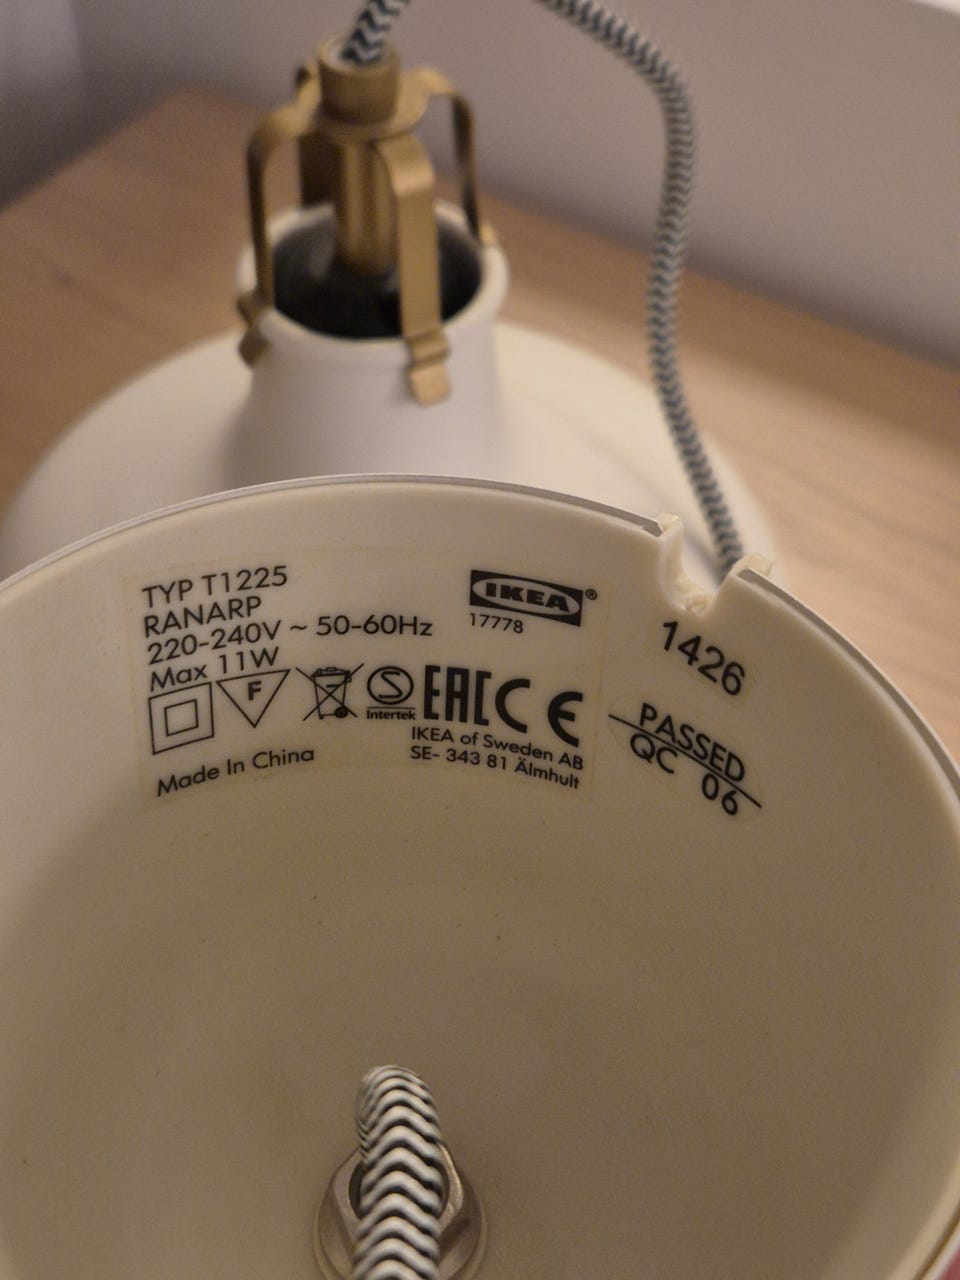 TYP T1225
RANARP
220-240V ~ 50-60Hz
Max 11W
F
Made In China
IKEA®
17778
S
Intertek
EAC CE
IKEA of Sweden AB
SE- 343 81 Älmhult
1426
PASSED
QC 06